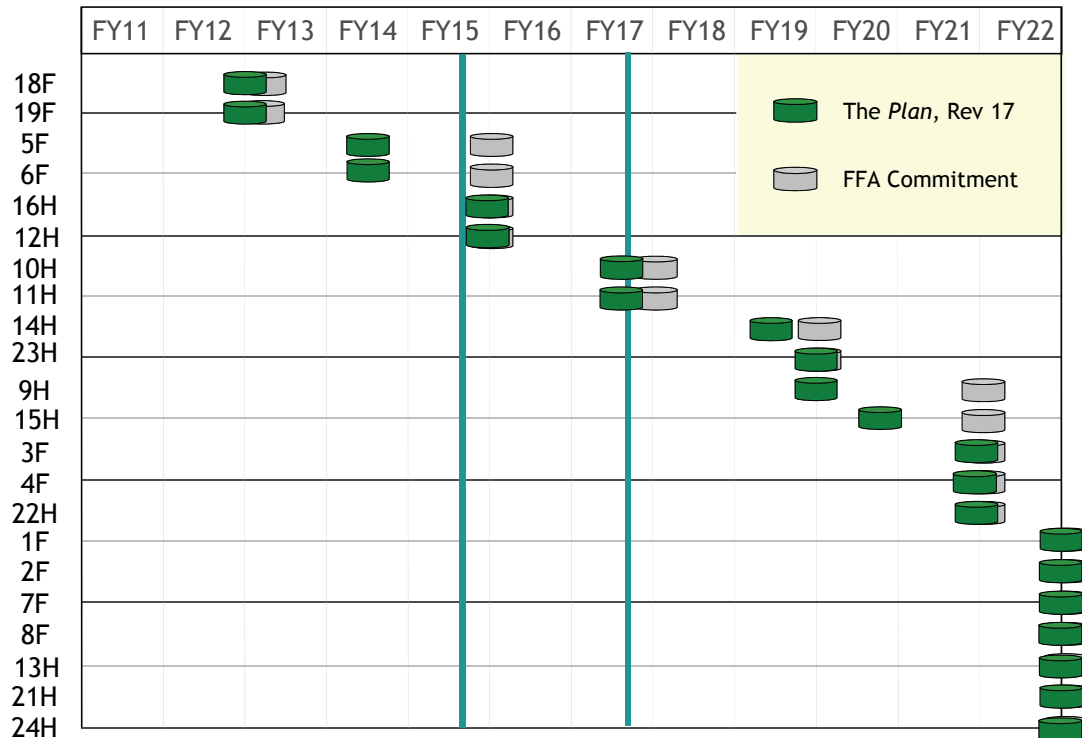 FY11 FY12 FY13 FY14 FY15 FY16 FY17 FY18 FY19 FY20 FY21 FY22
18F
The Plan, Rev 17
19F
5F
FFA Commitment
6F
16H
12H
10H
11H
14H
23H
9H
15H
3F
4F
22H
1F
2F
7F
8F
13H
21H
24H